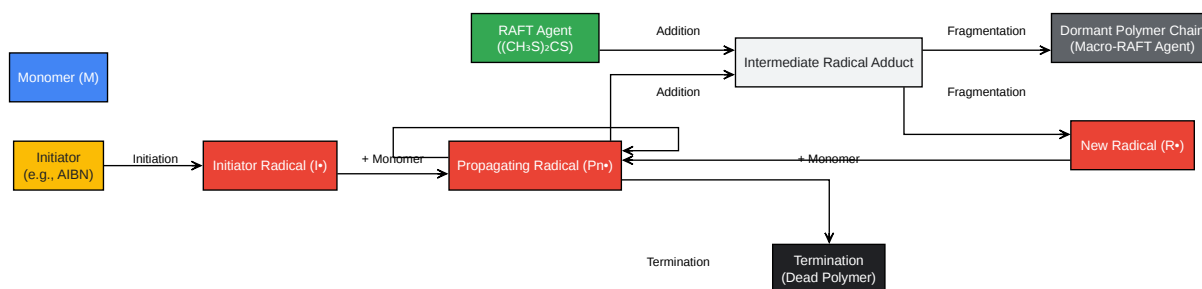 RAFT Agent
((CH₃S)₂CS)
Addition
Fragmentation
Dormant Polymer Chain
(Macro-RAFT Agent)
Intermediate Radical Adduct
Monomer (M)
Addition
Fragmentation
Initiator
(e.g., AIBN)
Initiation
Initiator Radical (I•)
+ Monomer
Propagating Radical (Pn•)
+ Monomer
New Radical (R•)
Termination
Termination
(Dead Polymer)